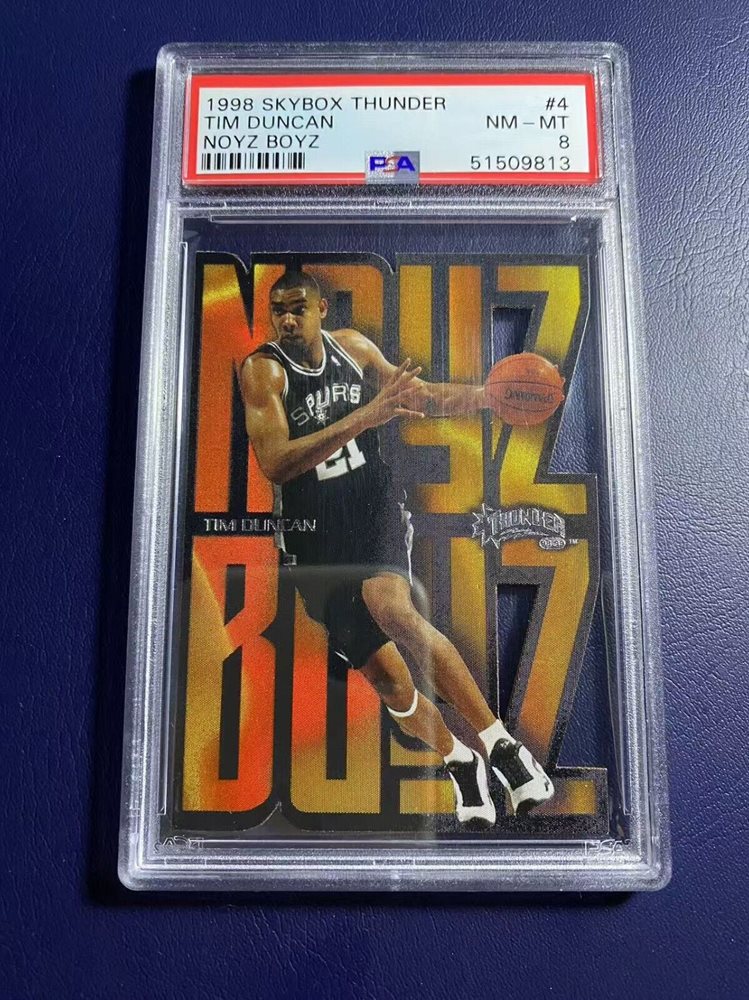 1998 SKYBOX THUNDER #4
TIM DUNCAN NM – MT
NOYZ BOYZ 8
PSA 51509813
NOYZ
SPURS
21
SPALDING
TIM DUNCAN THUNDER
BOYZ